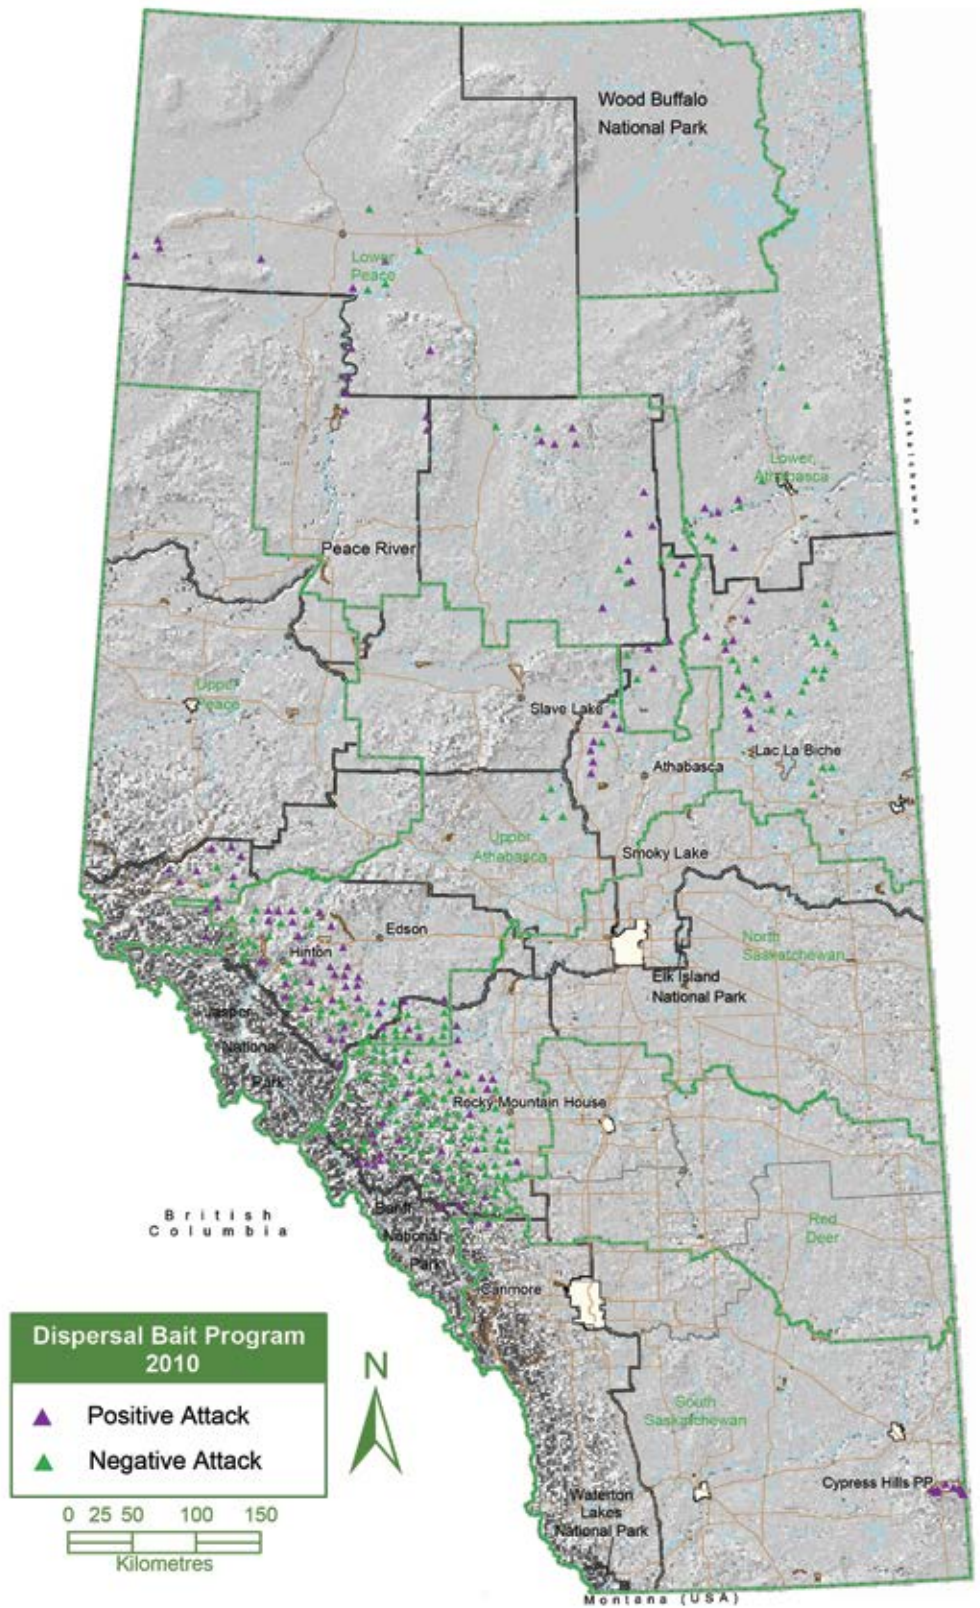 Wood Buffalo
National Park
Lower
Peace
Saskatchewan
Lower
Athabasca
Peace River
Upper
Peace
Slave Lake
Lac La Biche
Athabasca
Upper
Athabasca
Smoky Lake
Edson
North
Saskatchewan
Hinton
Elk Island
National Park
Jasper
National
Park
Rocky Mountain House
British
Columbia
Banff
National
Park
Red
Deer
Canmore
Dispersal Bait Program
2010
N
Positive Attack
Negative Attack
South
Saskatchewan
Cypress Hills PP
Waterton
Lakes
National Park
0 25 50 100 150
Kilometres
Montana (USA)